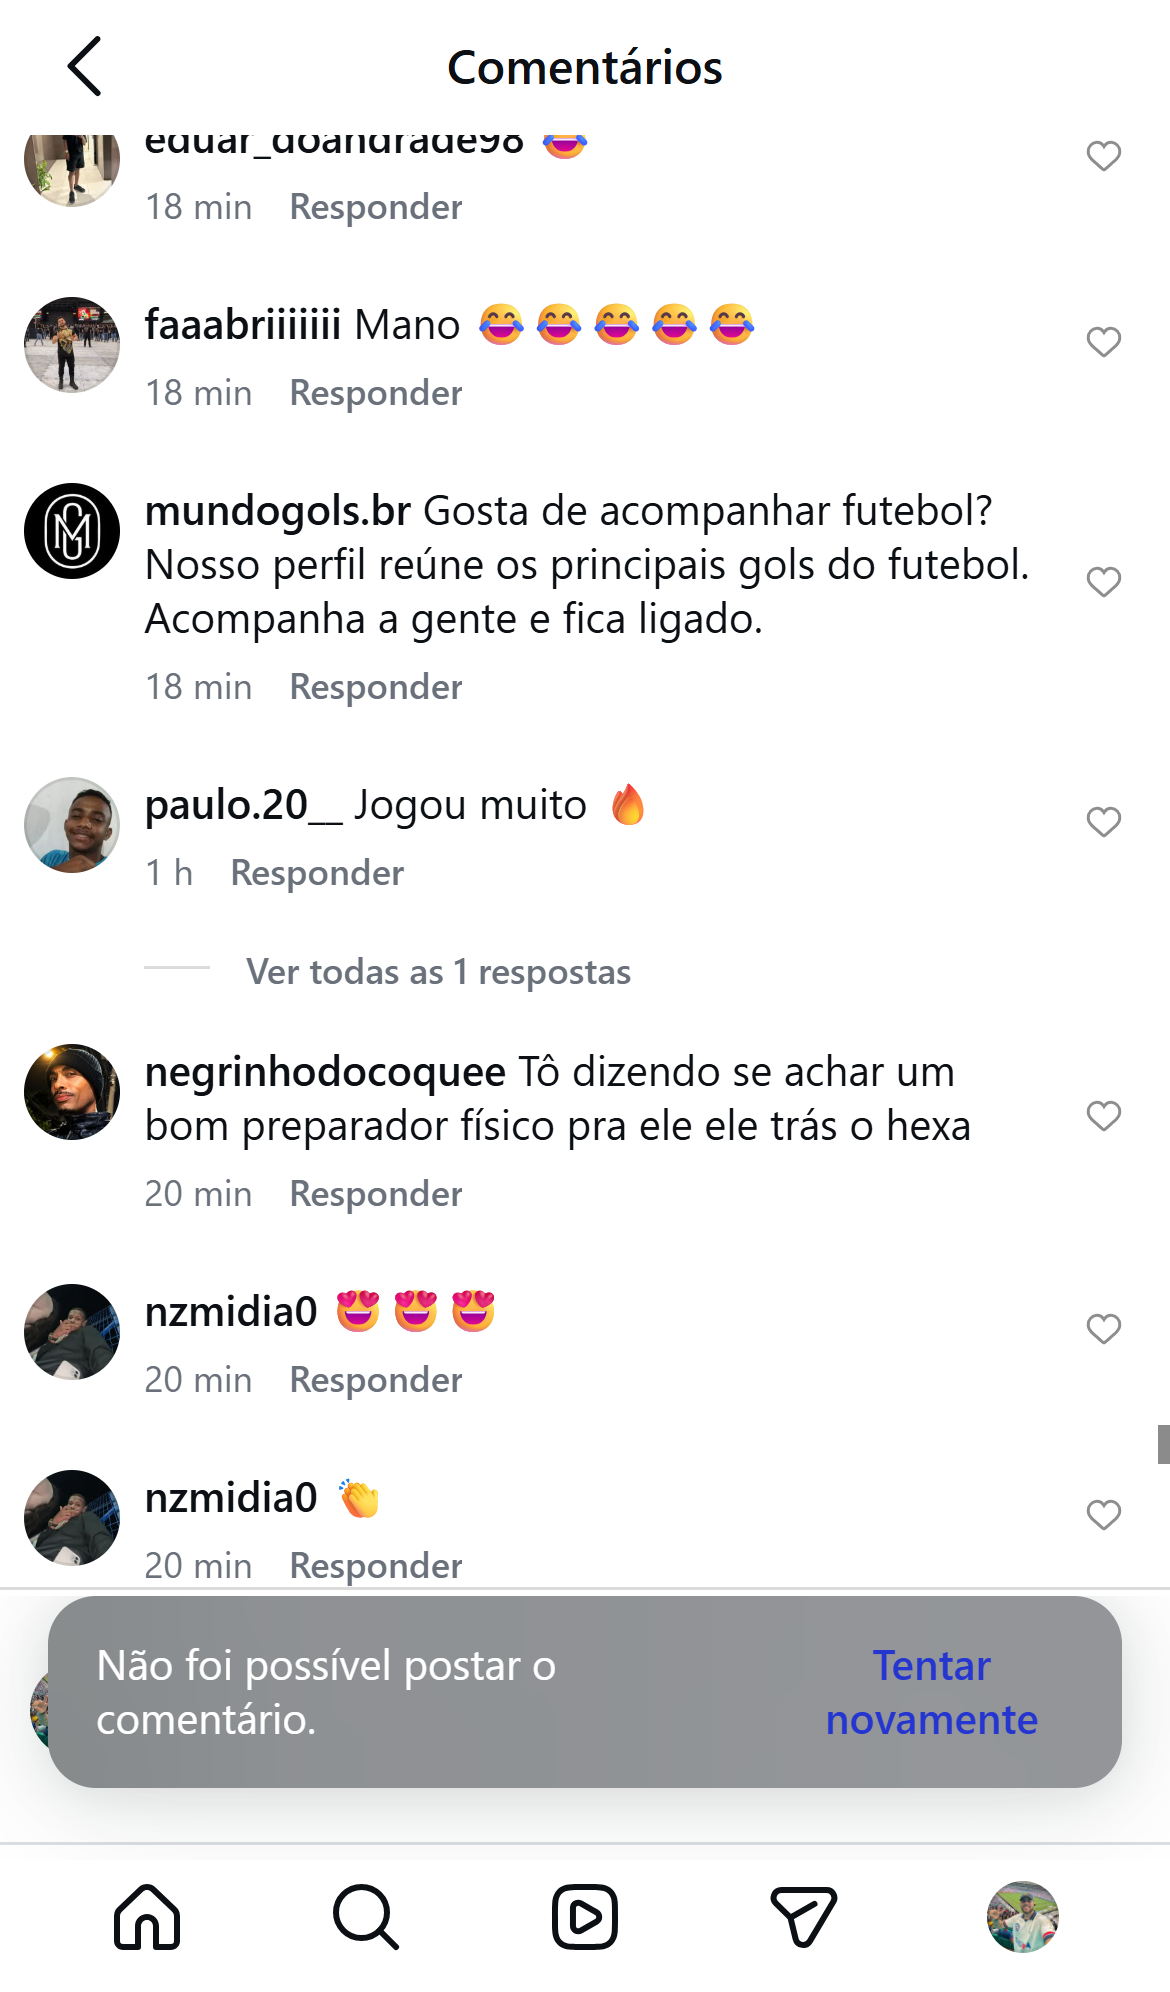 Comentários
eduar_doandrade98 😂
18 min Responder
faaabriiiiiii Mano 😂😂😂😂😂
18 min Responder
mundogols.br Gosta de acompanhar futebol?
Nosso perfil reúne os principais gols do futebol.
Acompanha a gente e fica ligado.
18 min Responder
paulo.20__ Jogou muito 🔥
1 h Responder
Ver todas as 1 respostas
negrinhodocoquee Tô dizendo se achar um
bom preparador físico pra ele ele trás o hexa
20 min Responder
nzmidia0 😍😍😍
20 min Responder
nzmidia0 👏
20 min Responder
Não foi possível postar o
comentário.
Tentar
novamente